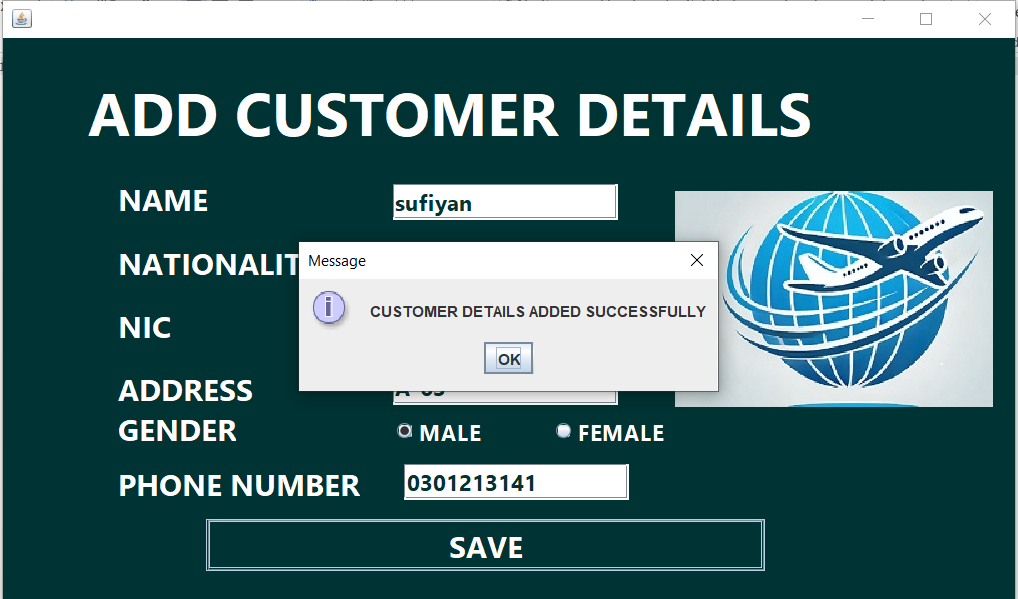 ADD CUSTOMER DETAILS
NAME
sufiyan
NATIONALIT
Message
NIC
CUSTOMER DETAILS ADDED SUCCESSFULLY
OK
ADDRESS
GENDER
MALE
FEMALE
PHONE NUMBER
0301213141
SAVE